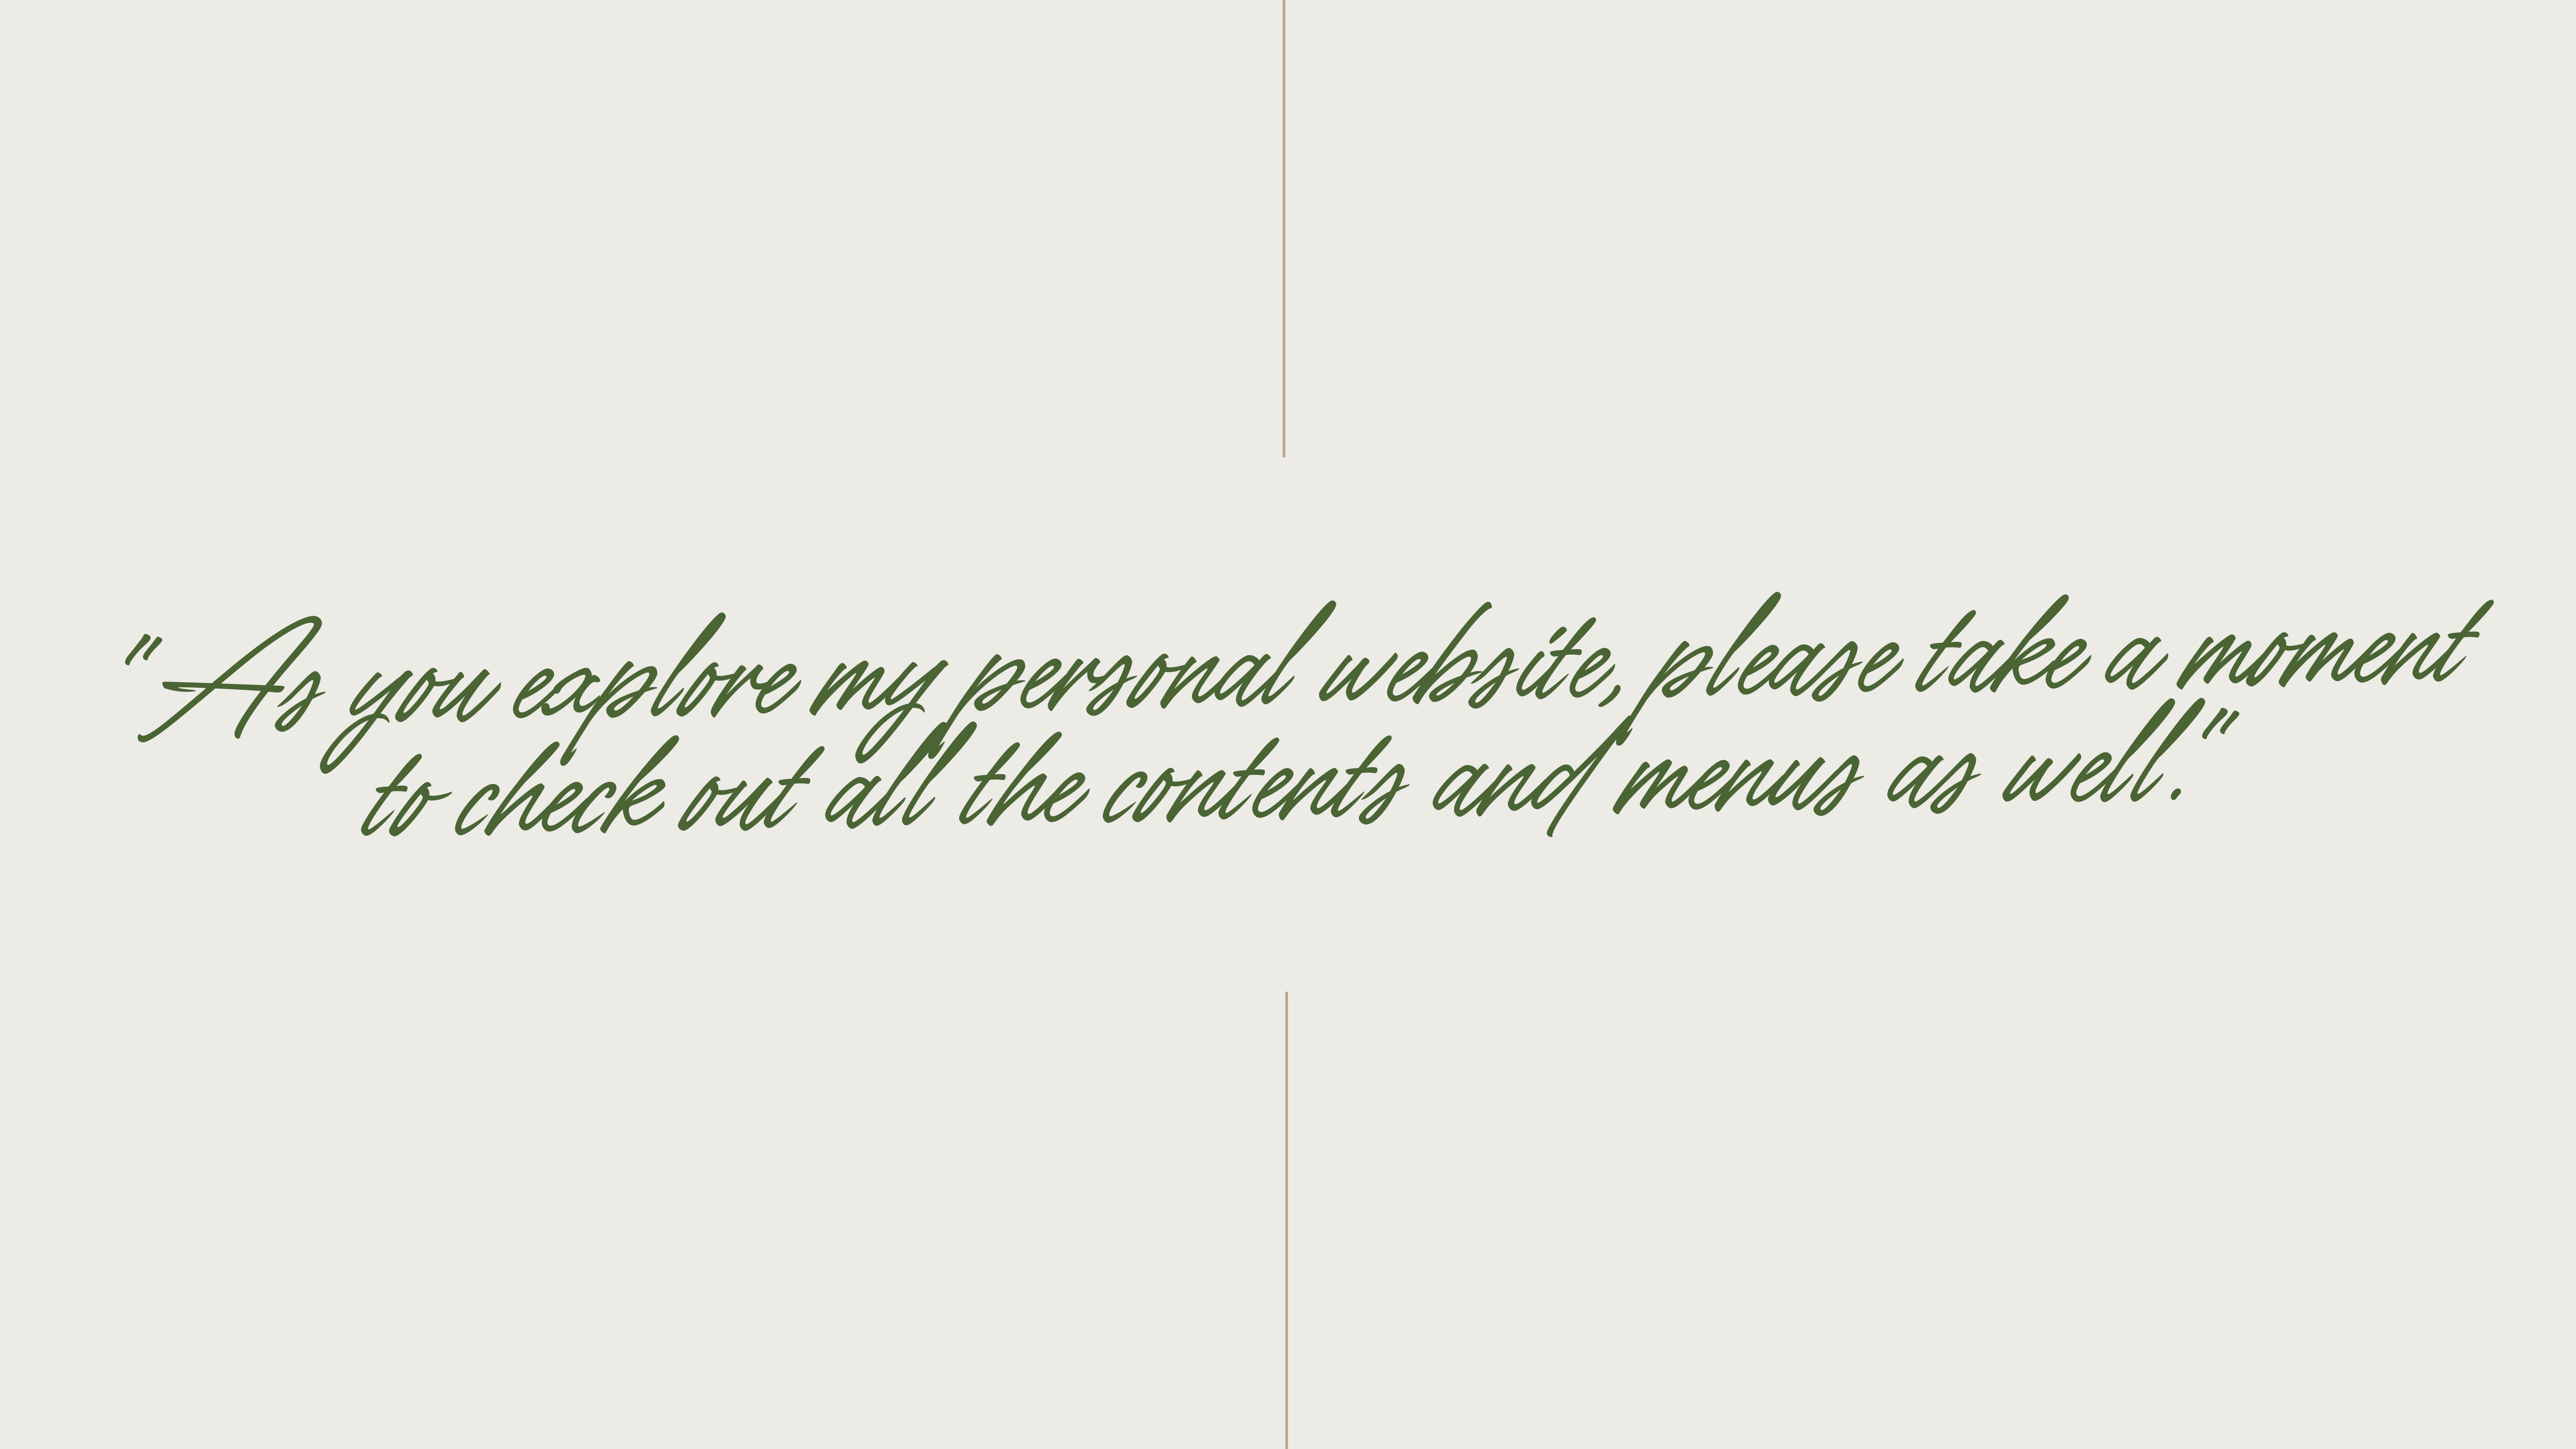 "As you explore my personal website, please take a moment
to check out all the contents and menus as well."